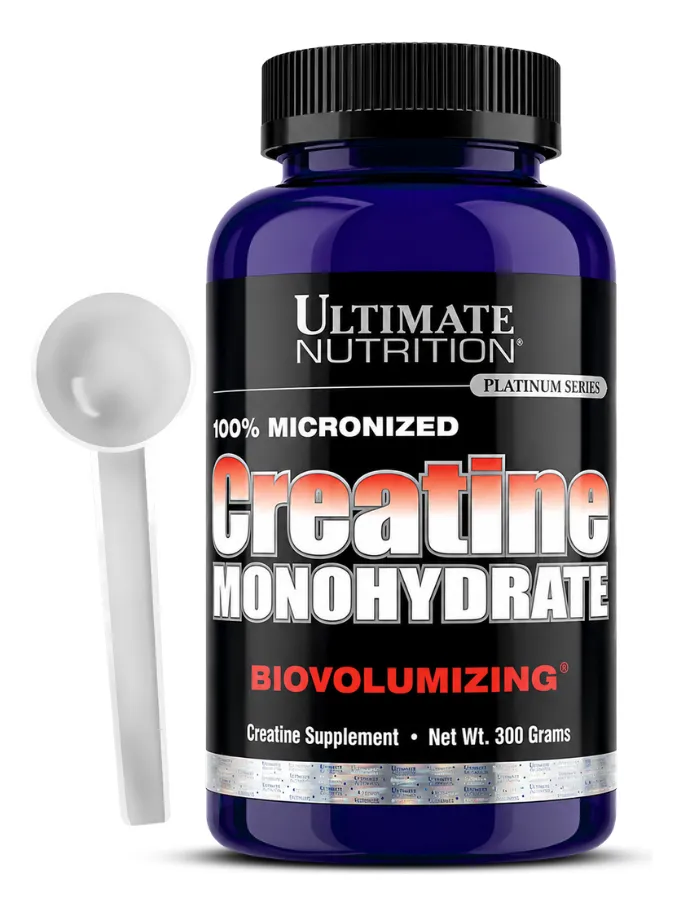 ULTIMATE
NUTRITION®
PLATINUM SERIES
100% MICRONIZED
Creatine
MONOHYDRATE
BIOVOLUMIZING®
Creatine Supplement • Net Wt. 300 Grams